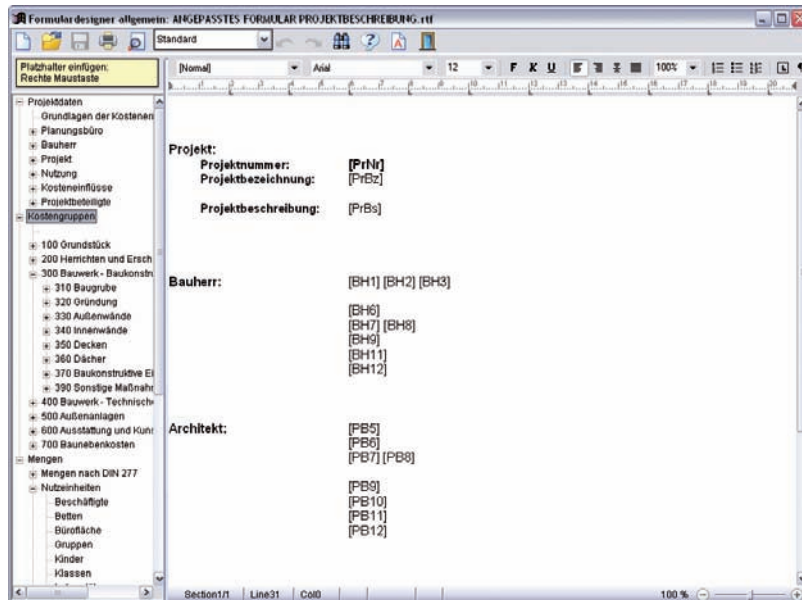 Formulardesigner allgemein: ANGEPASSTES FORMULAR PROJEKTBESCHREIBUNG.rtf
Standard
Platzhalter einfügen:
Rechte Maustaste
[Normal] Arial 12 F K U 100%
Projektdaten
Grundlagen der Kostenen
Planungsbüro
Bauherr
Projekt
Nutzung
Kosteneinflüsse
Projektbeteiligte
Kostengruppen
100 Grundstück
200 Herrichten und Ersch
300 Bauwerk - Baukonstru
310 Baugrube
320 Gründung
330 Außenwände
340 Innenwände
350 Decken
360 Dächer
370 Baukonstruktive Ei
390 Sonstige Maßnahr
400 Bauwerk - Technisch
500 Außenanlagen
600 Ausstattung und Kuns
700 Baunebenkosten
Mengen
Mengen nach DIN 277
Nutzeinheiten
Beschäftigte
Betten
Bürofläche
Gruppen
Kinder
Klassen
Projekt:
Projektnummer: [PrNr]
Projektbezeichnung: [PrBz]
Projektbeschreibung: [PrBs]
Bauherr: [BH1] [BH2] [BH3]
[BH6]
[BH7] [BH8]
[BH9]
[BH11]
[BH12]
Architekt: [PB5]
[PB6]
[PB7] [PB8]
[PB9]
[PB10]
[PB11]
[PB12]
Section1/1 Line31 Col0 100 %